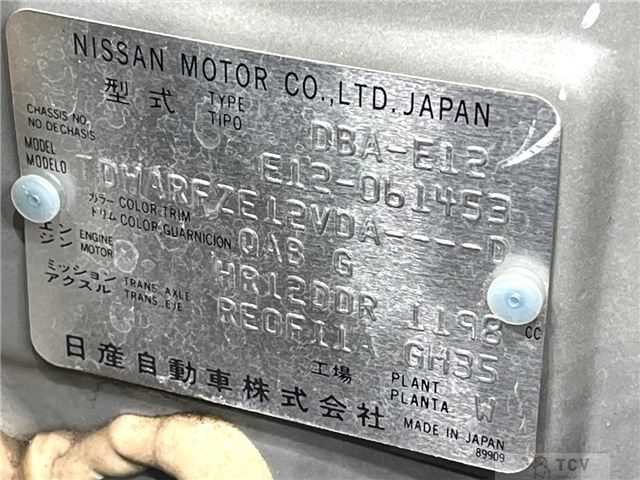 NISSAN MOTOR CO.,LTD. JAPAN
型式 TYPE TIPO DBA-E12
CHASSIS NO. NO. DE CHASIS E12-061453
MODEL MODELO TDWARFZE12VDA----D
カラー トリム COLOR·TRIM COLOR·GUARNICION QAB G
エンジン ENGINE MOTOR HR12DDR 1198 CC
ミッション アクスル TRANS. AXLE TRANS. EJE RE0F11A GH35
工場 PLANT PLANTA W
日産自動車株式会社 MADE IN JAPAN
89909
TCV